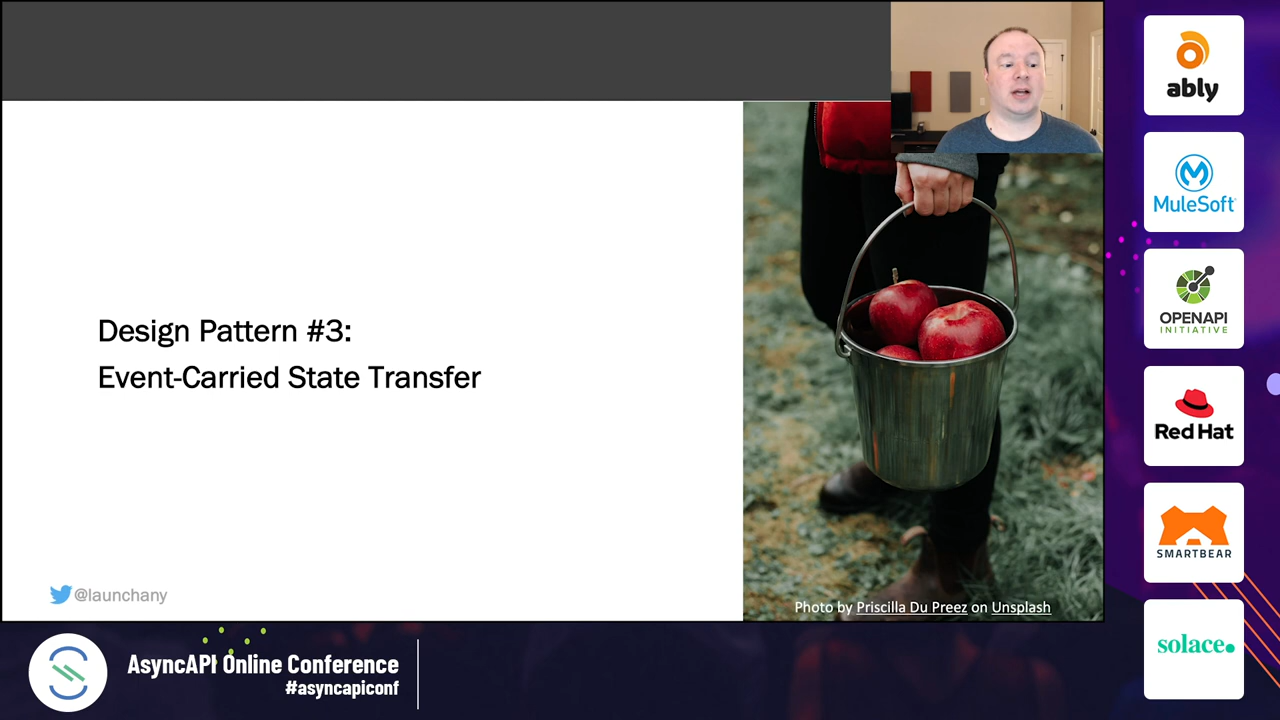 Design Pattern #3:
Event-Carried State Transfer
@launchany
Photo by Priscilla Du Preez on Unsplash
AsyncAPI Online Conference
#asyncapiconf
ably
MuleSoft
OPENAPI
INITIATIVE
Red Hat
SMARTBEAR
solace.